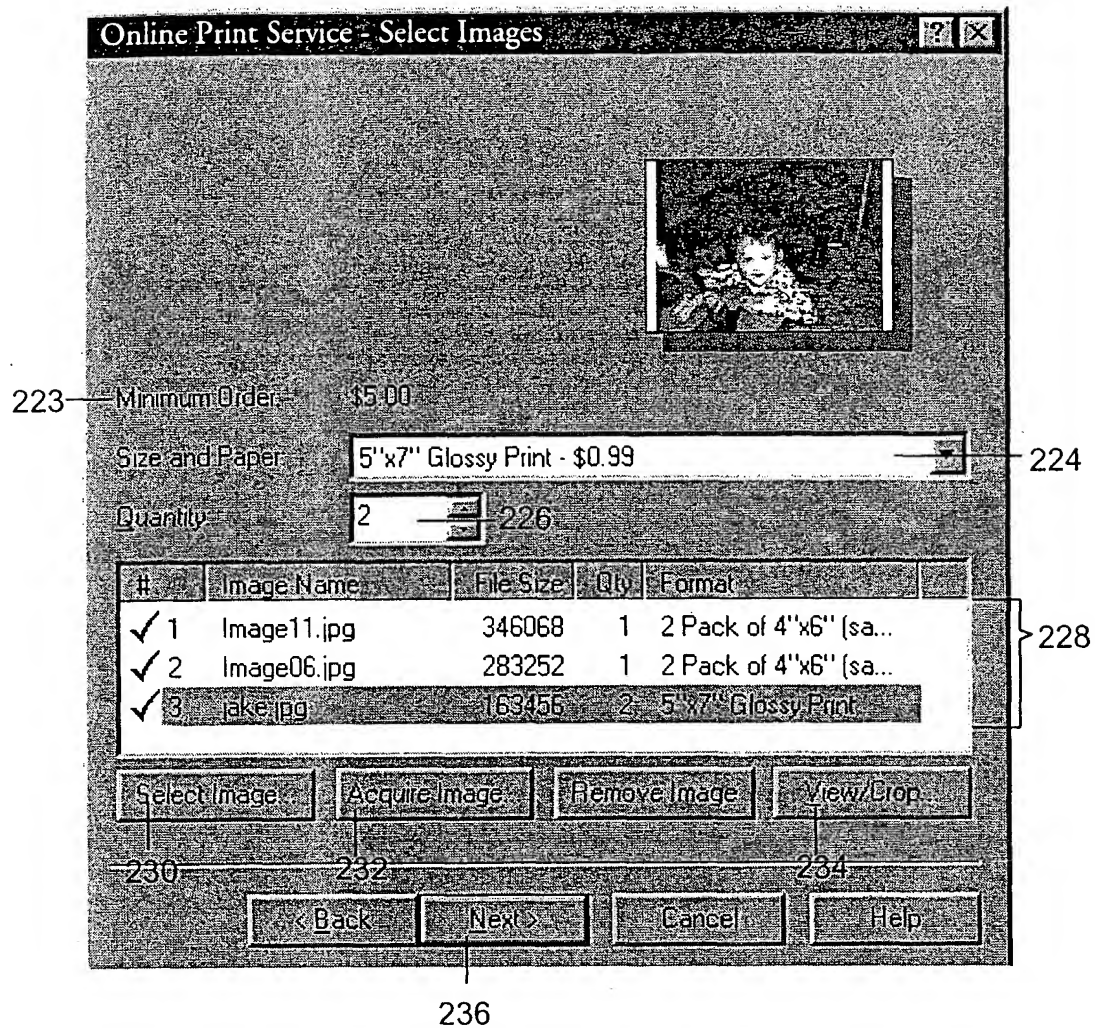 Online Print Service - Select Images ? X
223 Minimum Order: $5.00
Size and Paper: 5"x7" Glossy Print - $0.99 224
Quantity 2 226
# Image Name File Size Qty Format
✓ 1 Image11.jpg 346068 1 2 Pack of 4"x6" (sa...
✓ 2 Image06.jpg 283252 1 2 Pack of 4"x6" (sa...
228
✓ 3 jake.jpg 163456 2 5"x7" Glossy Print
Select Image... Acquire Image... Remove Image View/Crop...
230 232 234
< Back Next > Cancel Help
236